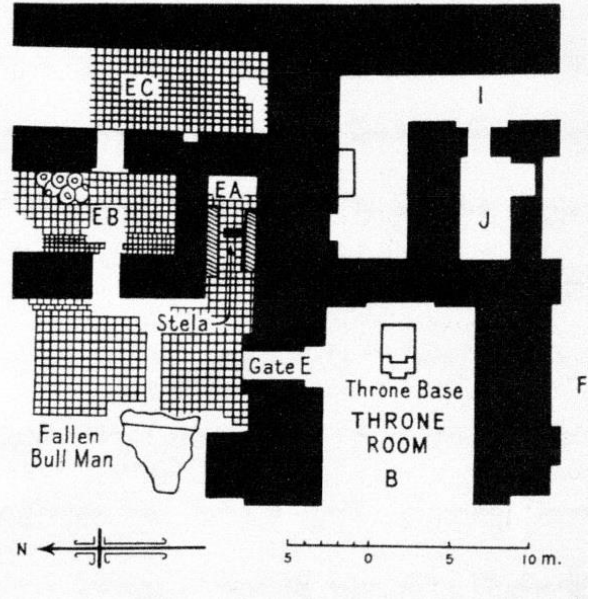 EC
I
EA
J
EB
Stela
Gate E
Throne Base
F
THRONE
ROOM
Fallen
Bull Man
B
N
5 0 5 10 m.